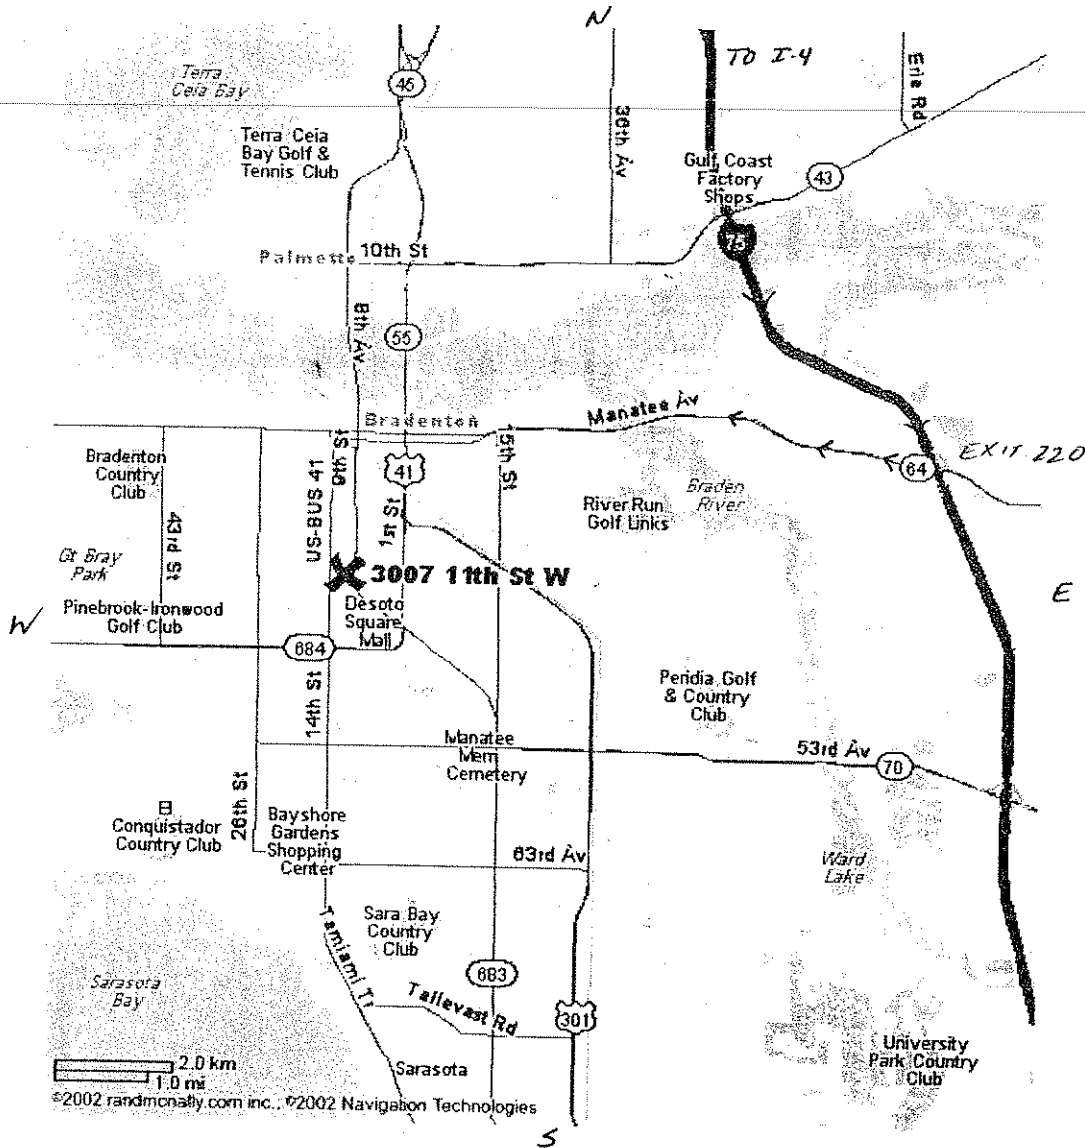 N
TO I-4
Terra
Ceia Bay
45
Erie Rd
36th Av
Terra Ceia
Bay Golf &
Tennis Club
Gulf Coast
Factory
Shops
43
75
Palmetto
10th St
8th Av
55
Manatee Av
Bradenton
9th St
15th St
EXIT 220
64
Bradenton
Country
Club
US-BUS 41
41
1st St
Braden
River
River Run
Golf Links
43rd St
Gt Bray
Park
3007 11th St W
E
Desoto
Square
Mall
Pinebrook-Ironwood
Golf Club
W
684
Peridia Golf
& Country
Club
14th St
Manatee
Mem
Cemetery
53rd Av
70
26th St
Conquistador
Country Club
Bayshore
Gardens
Shopping
Center
63rd Av
Ward
Lake
Sara Bay
Country
Club
Tamiami Tr
683
Tallevast Rd
301
Sarasota
Bay
Sarasota
University
Park Country
Club
2.0 km
1.0 mi
©2002 randmcnally.com inc., ©2002 Navigation Technologies
S